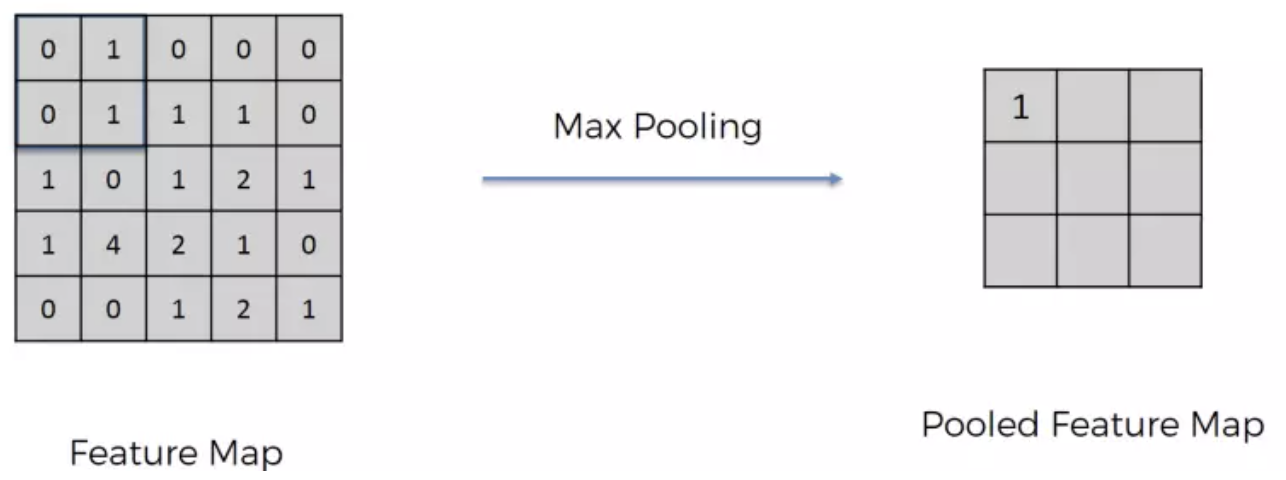 0 1 0 0 0
0 1 1 1 0
1 0 1 2 1
1 4 2 1 0
0 0 1 2 1
Feature Map
Max Pooling
1
Pooled Feature Map